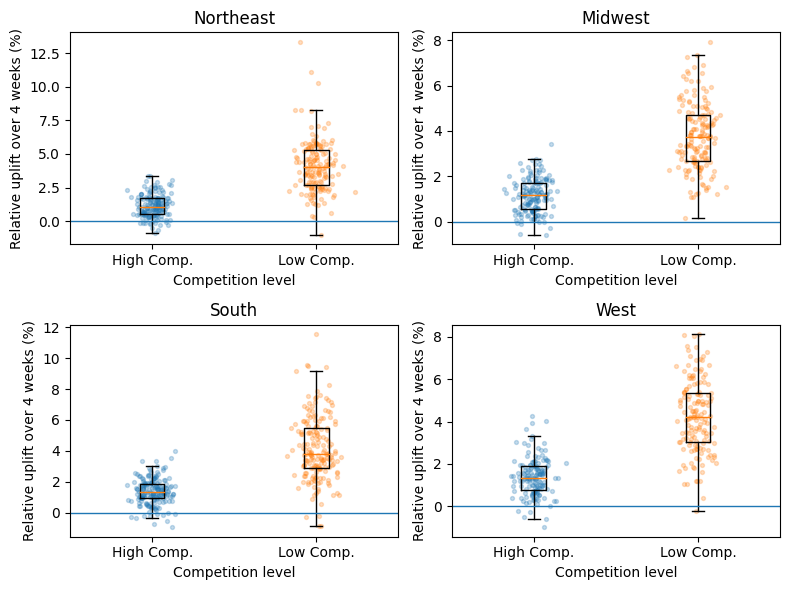 Northeast
Relative uplift over 4 weeks (%)
12.5
10.0
7.5
5.0
2.5
0.0
High Comp. Low Comp.
Competition level
Midwest
Relative uplift over 4 weeks (%)
8
6
4
2
0
High Comp. Low Comp.
Competition level
South
Relative uplift over 4 weeks (%)
12
10
8
6
4
2
0
High Comp. Low Comp.
Competition level
West
Relative uplift over 4 weeks (%)
8
6
4
2
0
High Comp. Low Comp.
Competition level